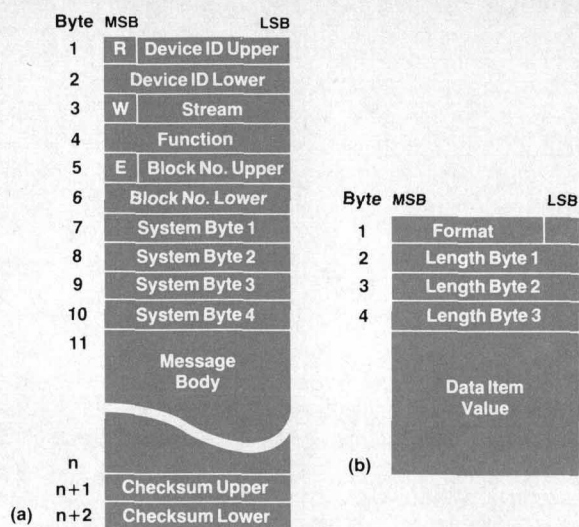 Byte MSB LSB
1 R Device ID Upper
2 Device ID Lower
3 W Stream
4 Function
5 E Block No. Upper
6 Block No. Lower
7 System Byte 1
8 System Byte 2
9 System Byte 3
10 System Byte 4
11
Message
Body
n
n+1 Checksum Upper
(a) n+2 Checksum Lower
Byte MSB LSB
1 Format
2 Length Byte 1
3 Length Byte 2
4 Length Byte 3
Data Item
Value
(b)